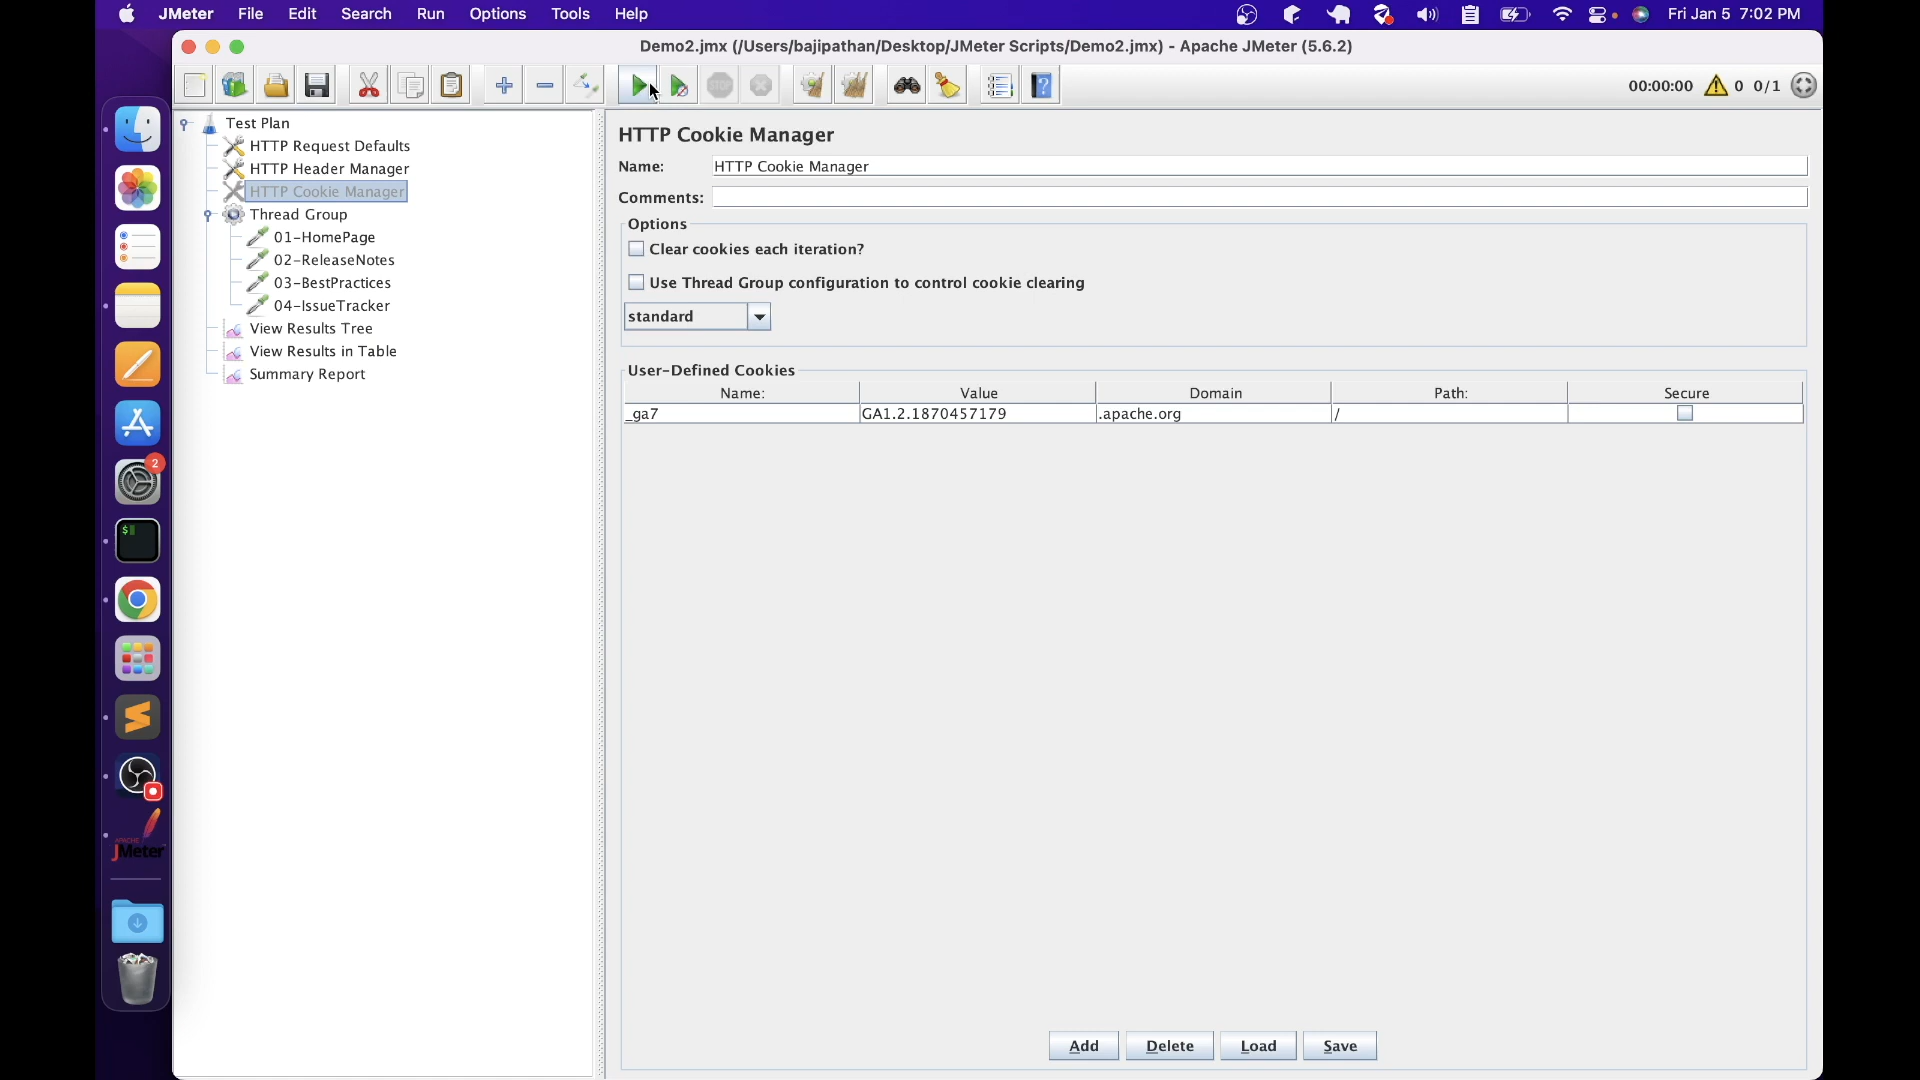 JMeter File Edit Search Run Options Tools Help Fri Jan 5 7:02 PM
Demo2.jmx (/Users/bajipathan/Desktop/JMeter Scripts/Demo2.jmx) - Apache JMeter (5.6.2)
STOP ? 00:00:00 0 0/1
Test Plan
HTTP Request Defaults
HTTP Header Manager
HTTP Cookie Manager
Thread Group
01-HomePage
02-ReleaseNotes
03-BestPractices
04-IssueTracker
View Results Tree
View Results in Table
Summary Report
HTTP Cookie Manager
Name: HTTP Cookie Manager
Comments:
Options
Clear cookies each iteration?
Use Thread Group configuration to control cookie clearing
standard
User-Defined Cookies
Name: Value Domain Path: Secure
_ga7 GA1.2.1870457179 .apache.org /
Add Delete Load Save
2
$
APACHE
JMeter